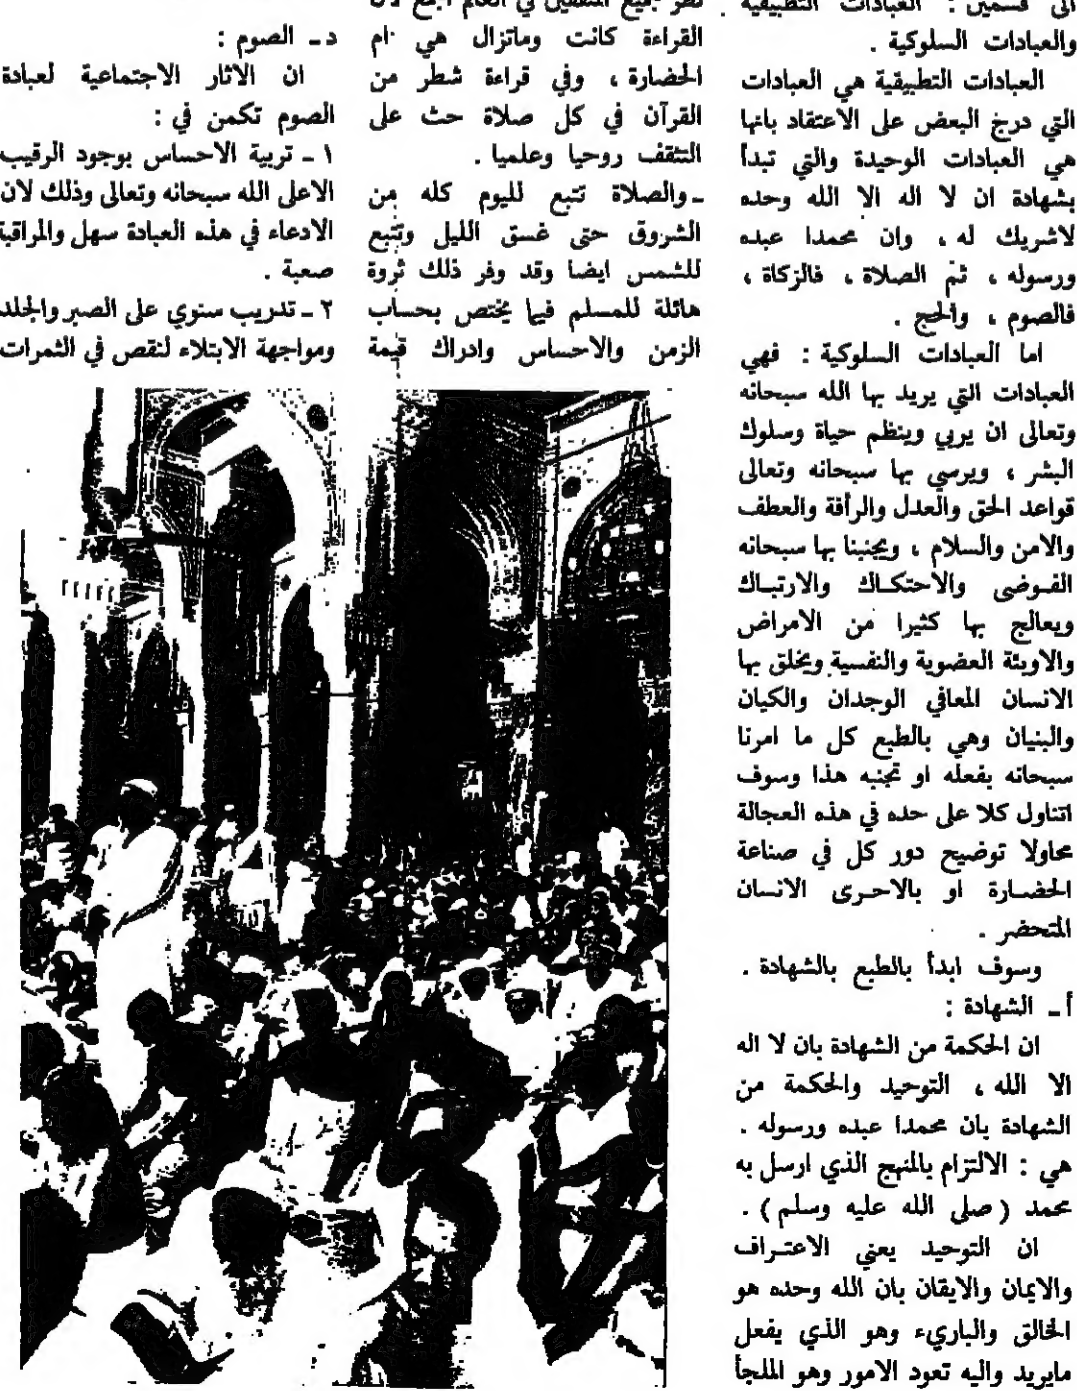 الى قسمين : العبادات التطبيقية
والعبادات السلوكية .
العبادات التطبيقية هي العبادات
التي درج البعض على الاعتقاد بانها
هي العبادات الوحيدة والتي تبدأ
بشهادة ان لا اله الا الله وحده
لاشريك له ، وان محمدا عبده
ورسوله ، ثم الصلاة ، فالزكاة ،
فالصوم ، والحج .
اما العبادات السلوكية : فهي
العبادات التي يريد بها الله سبحانه
وتعالى ان يربي وينظم حياة وسلوك
البشر ، ويرسي بها سبحانه وتعالى
قواعد الحق والعدل والرأفة والعطف
والامن والسلام ، ويجنبنا بها سبحانه
الفوضى والاحتكاك والارتباك
ويعالج بها كثيرا من الامراض
والاوبئة العضوية والنفسية ويخلق بها
الانسان المعافي الوجدان والكيان
والبنيان وهي بالطبع كل ما امرنا
سبحانه بفعله او تجنبه هذا وسوف
اتناول كلا على حده في هذه العجالة
محاولا توضيح دور كل في صناعة
الحضارة او بالاحرى الانسان
المتحضر .
وسوف ابدأ بالطبع بالشهادة .
أ ـ الشهادة :
ان الحكمة من الشهادة بان لا اله
الا الله ، التوحيد والحكمة من
الشهادة بان محمدا عبده ورسوله .
هي : الالتزام بالمنهج الذي ارسل به
محمد ( صلى الله عليه وسلم ) .
ان التوحيد يعني الاعتراف
والايمان والايقان بان الله وحده هو
الخالق والباريء وهو الذي يفعل
مايريد واليه تعود الامور وهو الملجأ
القراءة كانت وماتزال هي ام
الحضارة ، وفي قراءة شطر من
القرآن في كل صلاة حث على
التثقف روحيا وعلميا .
ـ والصلاة تتبع لليوم كله من
الشروق حتى غسق الليل وتتبع
للشمس ايضا وقد وفر ذلك ثروة
هائلة للمسلم فيما يختص بحساب
الزمن والاحساس وادراك قيمة
د ـ الصوم :
ان الاثار الاجتماعية لعبادة
الصوم تكمن في :
١ ـ تربية الاحساس بوجود الرقيب
الاعلى الله سبحانه وتعالى وذلك لان
الادعاء في هذه العبادة سهل والمراقبة
صعبة .
٢ ـ تدريب سنوي على الصبر والجلد
ومواجهة الابتلاء لنقص في الثمرات